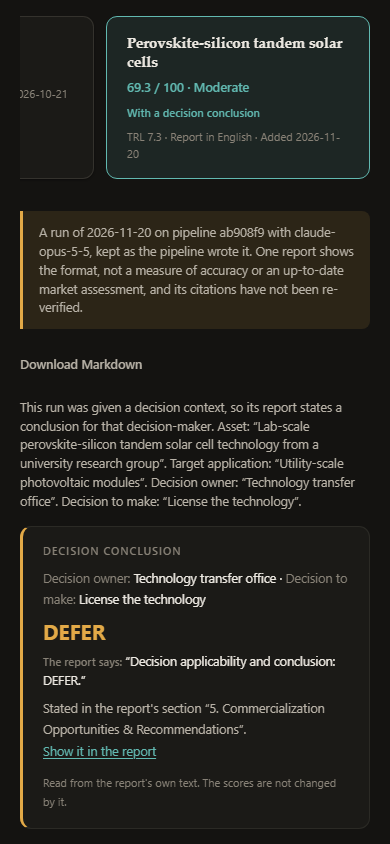 Perovskite-silicon tandem solar
cells
69.3 / 100 · Moderate
026-10-21
With a decision conclusion
TRL 7.3 · Report in English · Added 2026-11-
20
A run of 2026-11-20 on pipeline ab908f9 with claude-
opus-5-5, kept as the pipeline wrote it. One report shows
the format, not a measure of accuracy or an up-to-date
market assessment, and its citations have not been re-
verified.
Download Markdown
This run was given a decision context, so its report states a
conclusion for that decision-maker. Asset: “Lab-scale
perovskite-silicon tandem solar cell technology from a
university research group”. Target application: “Utility-scale
photovoltaic modules”. Decision owner: “Technology transfer
office”. Decision to make: “License the technology”.
DECISION CONCLUSION
Decision owner: Technology transfer office · Decision to
make: License the technology
DEFER
The report says: “Decision applicability and conclusion:
DEFER.”
Stated in the report's section “5. Commercialization
Opportunities & Recommendations”.
Show it in the report
Read from the report's own text. The scores are not changed
by it.